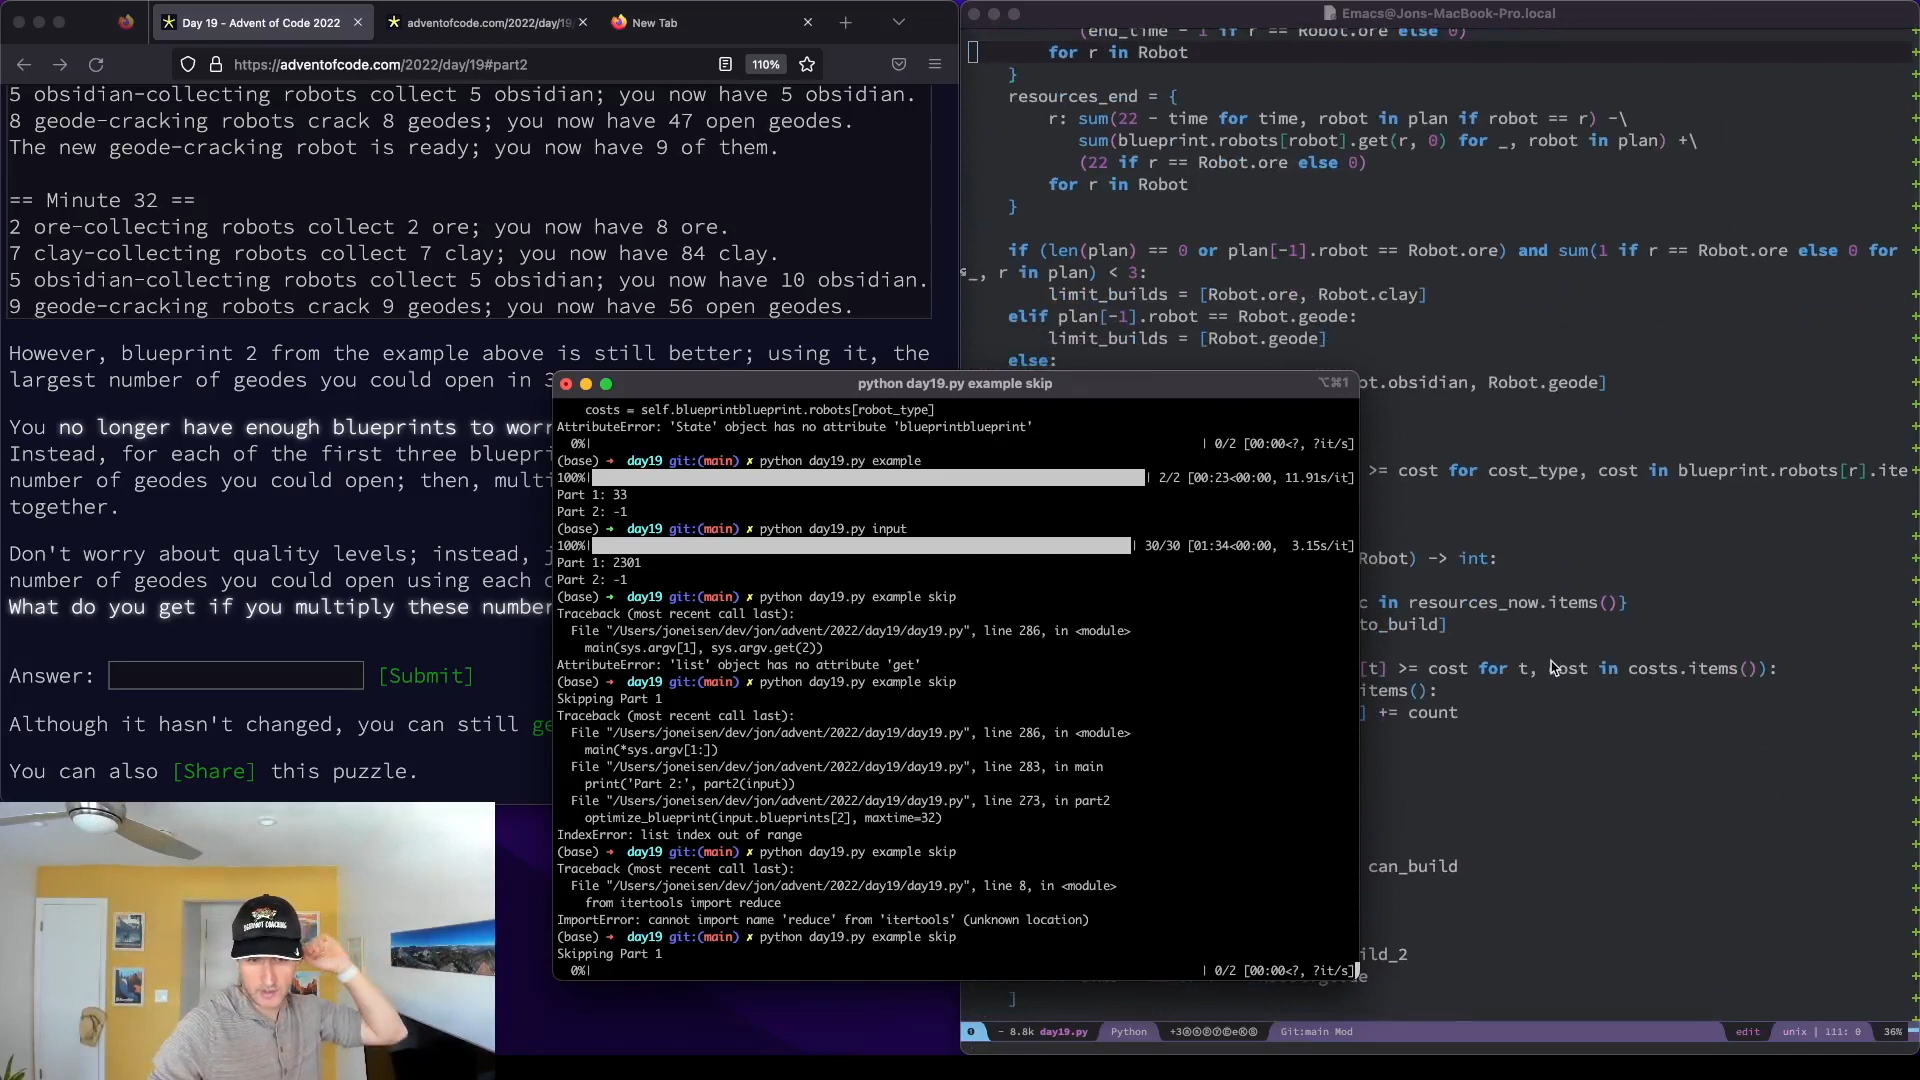 Day 19 - Advent of Code 2022
adventofcode.com/2022/day/19
New Tab
https://adventofcode.com/2022/day/19#part2
110%
5 obsidian-collecting robots collect 5 obsidian; you now have 5 obsidian.
8 geode-cracking robots crack 8 geodes; you now have 47 open geodes.
The new geode-cracking robot is ready; you now have 9 of them.
== Minute 32 ==
2 ore-collecting robots collect 2 ore; you now have 8 ore.
7 clay-collecting robots collect 7 clay; you now have 84 clay.
5 obsidian-collecting robots collect 5 obsidian; you now have 10 obsidian.
9 geode-cracking robots crack 9 geodes; you now have 56 open geodes.
However, blueprint 2 from the example above is still better; using it, the
largest number of geodes you could open in 3
You no longer have enough blueprints to worr
Instead, for each of the first three bluepri
number of geodes you could open; then, multi
together.
Don't worry about quality levels; instead, j
number of geodes you could open using each o
What do you get if you multiply these number
Answer:
[Submit]
Although it hasn't changed, you can still ge
You can also [Share] this puzzle.
Emacs@Jons-MacBook-Pro.local
(end_time - 1 if r == Robot.ore else 0)
for r in Robot
}
resources_end = {
r: sum(22 - time for time, robot in plan if robot == r) -\
sum(blueprint.robots[robot].get(r, 0) for _, robot in plan) +\
(22 if r == Robot.ore else 0)
for r in Robot
}
if (len(plan) == 0 or plan[-1].robot == Robot.ore) and sum(1 if r == Robot.ore else 0 for
_, r in plan) < 3:
limit_builds = [Robot.ore, Robot.clay]
elif plan[-1].robot == Robot.geode:
limit_builds = [Robot.geode]
else:
t.obsidian, Robot.geode]
>= cost for cost_type, cost in blueprint.robots[r].ite
Robot) -> int:
c in resources_now.items()}
to_build]
[t] >= cost for t, cost in costs.items()):
items():
] += count
can_build
ild_2
]
- 8.8k day19.py
Python
Git:main Mod
edit
unix | 111: 0
36%
python day19.py example skip
⌥⌘1
costs = self.blueprintblueprint.robots[robot_type]
AttributeError: 'State' object has no attribute 'blueprintblueprint'
0%| | 0/2 [00:00<?, ?it/s]
(base) ➜ day19 git:(main) ✗ python day19.py example
100%| | 2/2 [00:23<00:00, 11.91s/it]
Part 1: 33
Part 2: -1
(base) ➜ day19 git:(main) ✗ python day19.py input
100%| | 30/30 [01:34<00:00, 3.15s/it]
Part 1: 2301
Part 2: -1
(base) ➜ day19 git:(main) ✗ python day19.py example skip
Traceback (most recent call last):
File "/Users/joneisen/dev/jon/advent/2022/day19/day19.py", line 286, in <module>
main(sys.argv[1], sys.argv.get(2))
AttributeError: 'list' object has no attribute 'get'
(base) ➜ day19 git:(main) ✗ python day19.py example skip
Skipping Part 1
Traceback (most recent call last):
File "/Users/joneisen/dev/jon/advent/2022/day19/day19.py", line 286, in <module>
main(*sys.argv[1:])
File "/Users/joneisen/dev/jon/advent/2022/day19/day19.py", line 283, in main
print('Part 2:', part2(input))
File "/Users/joneisen/dev/jon/advent/2022/day19/day19.py", line 273, in part2
optimize_blueprint(input.blueprints[2], maxtime=32)
IndexError: list index out of range
(base) ➜ day19 git:(main) ✗ python day19.py example skip
Traceback (most recent call last):
File "/Users/joneisen/dev/jon/advent/2022/day19/day19.py", line 8, in <module>
from itertools import reduce
ImportError: cannot import name 'reduce' from 'itertools' (unknown location)
(base) ➜ day19 git:(main) ✗ python day19.py example skip
Skipping Part 1
0%| | 0/2 [00:00<?, ?it/s]